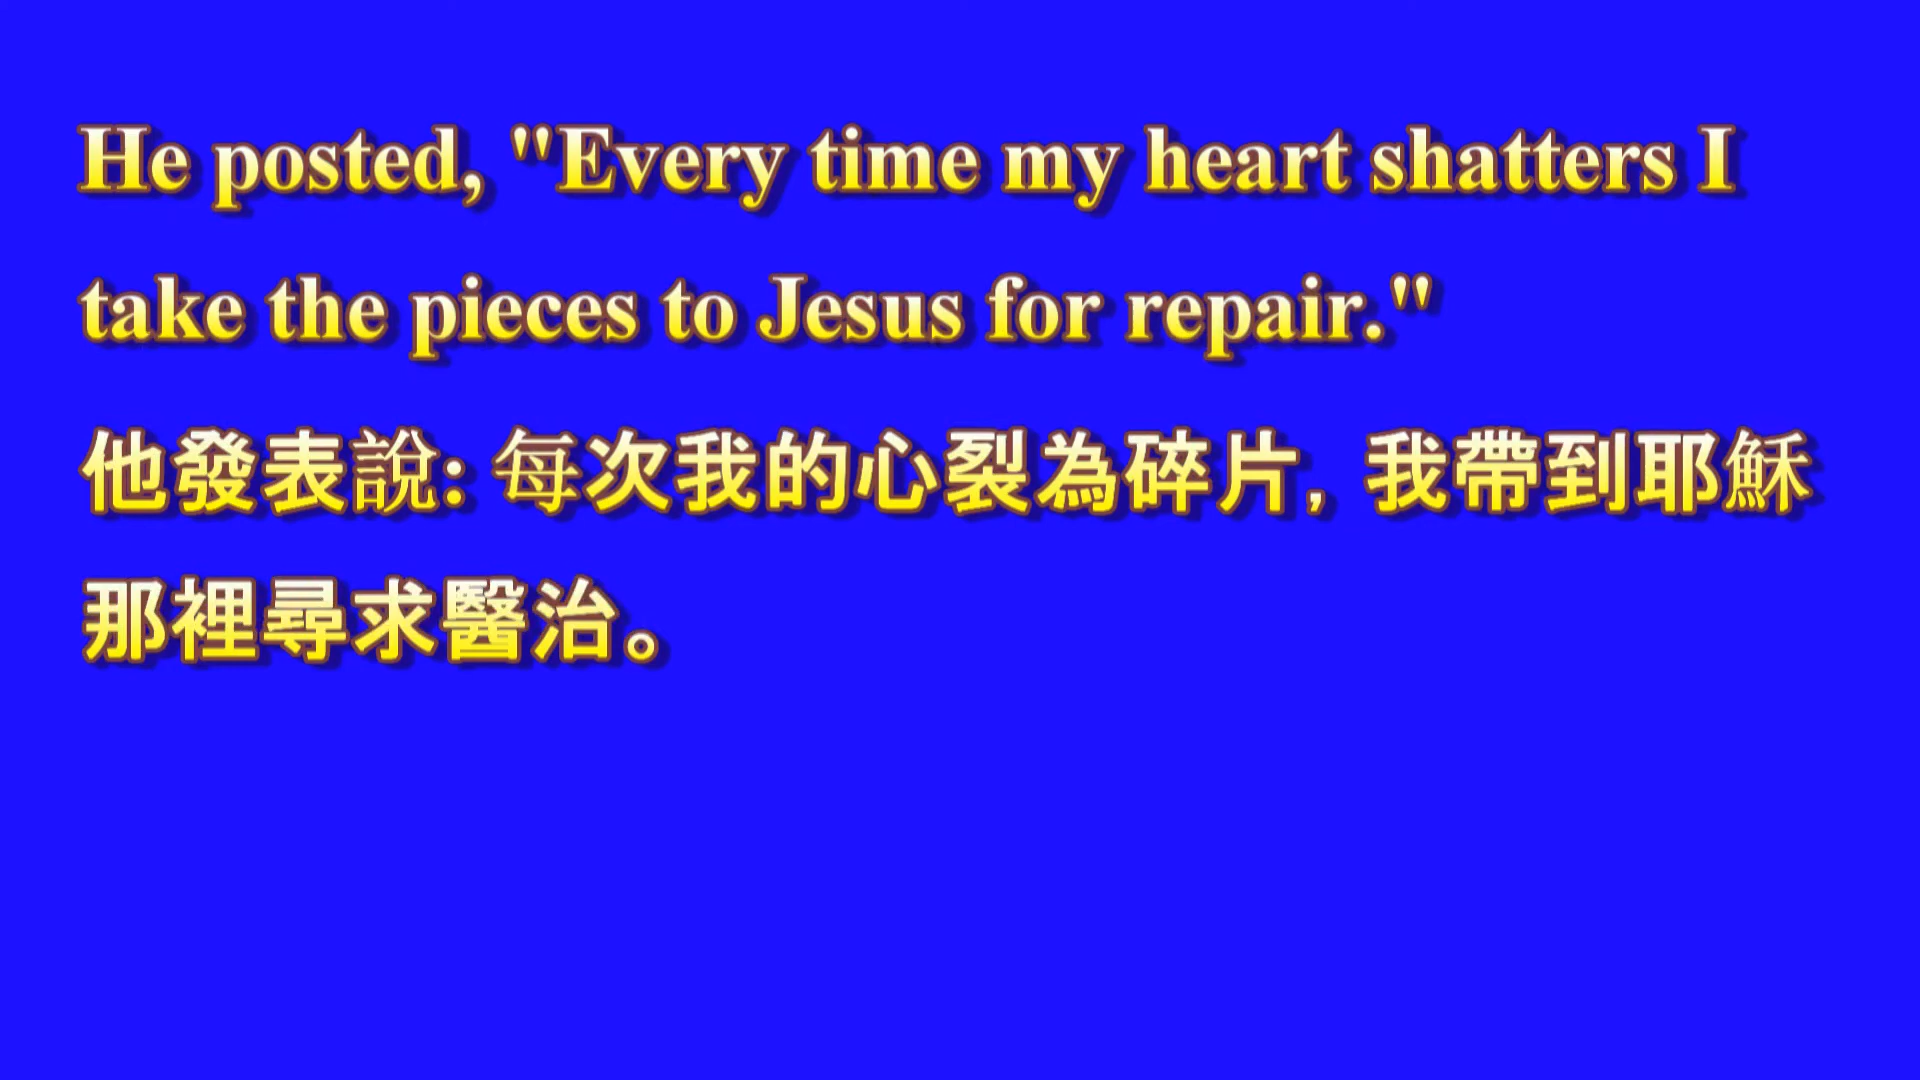 He posted, "Every time my heart shatters I
take the pieces to Jesus for repair."
他發表說: 每次我的心裂為碎片, 我帶到耶穌
那裡尋求醫治。